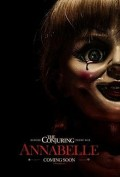 THE
CONJURING
ANNABELLE
COMING SOON